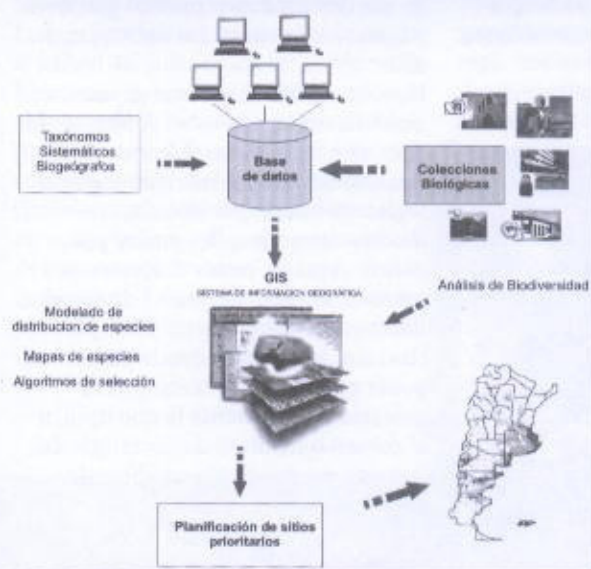 Taxónomos
Sistemáticos
Biogeógrafos
Base
de datos
Colecciones
Biológicas
GIS
SISTEMA DE INFORMACION GEOGRÁFICA
Análisis de Biodiversidad
Modelado de
distribucion de especies
Mapas de especies
Algoritmos de selección
Planificación de sitios
prioritarios